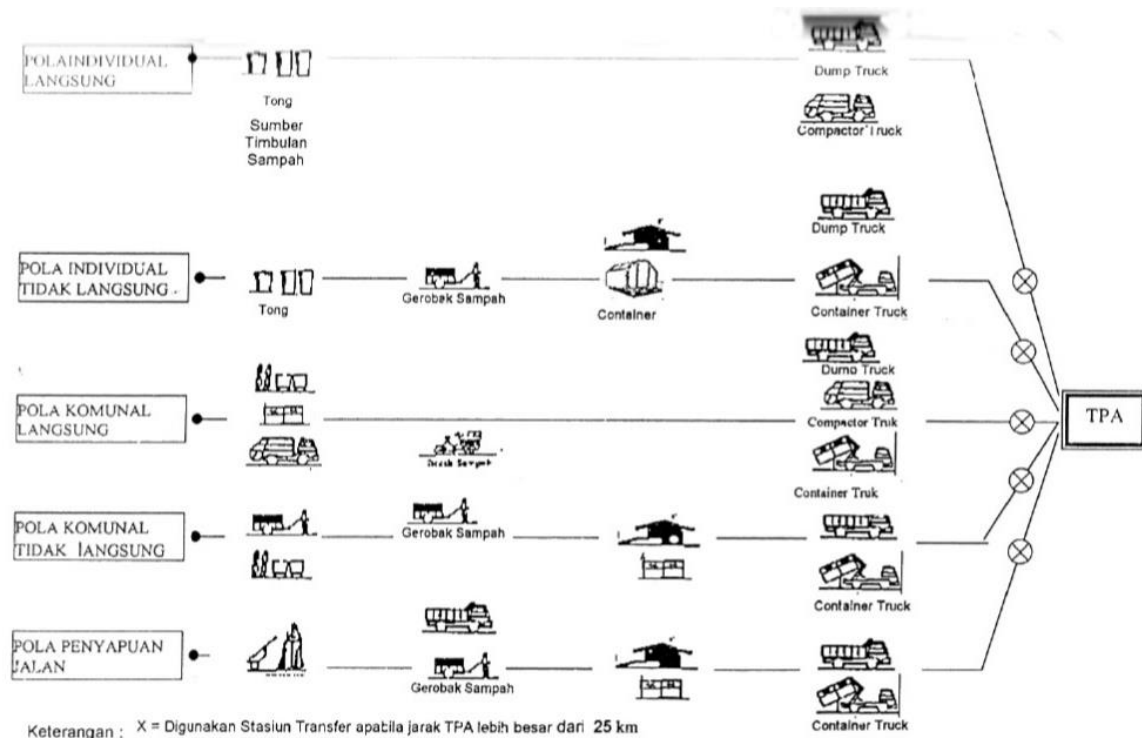 POLAINDIVIDUAL
LANGSUNG
Tong
Sumber
Timbulan
Sampah
Dump Truck
Compactor Truck
POLA INDIVIDUAL
TIDAK LANGSUNG
Tong
Gerobak Sampah
Container
Dump Truck
Container Truck
POLA KOMUNAL
LANGSUNG
Sampah
Dump Truck
Compactor Truk
Container Truk
POLA KOMUNAL
TIDAK LANGSUNG
Gerobak Sampah
Container Truck
POLA PENYAPUAN
JALAN
Gerobak Sampah
Container Truck
TPA
Keterangan : X = Digunakan Stasiun Transfer apabila jarak TPA lebih besar dari 25 km